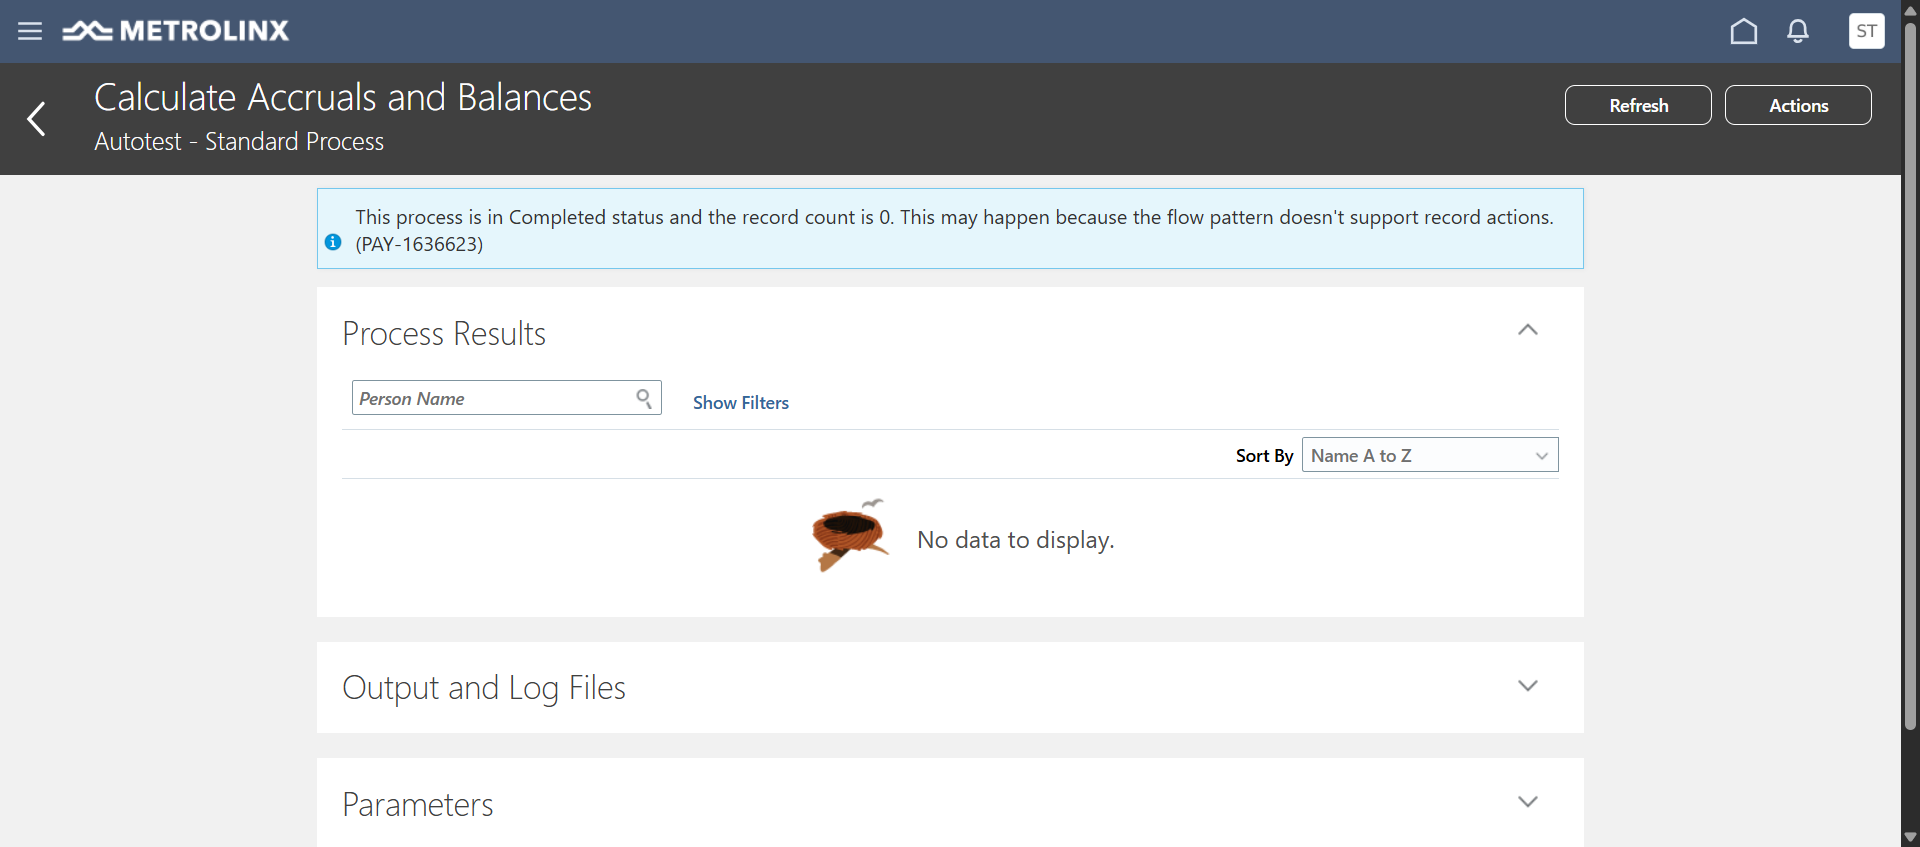 METROLINX
ST
Calculate Accruals and Balances
Autotest - Standard Process
Refresh
Actions
This process is in Completed status and the record count is 0. This may happen because the flow pattern doesn't support record actions.
(PAY-1636623)
Process Results
Person Name
Show Filters
Sort By
Name A to Z
No data to display.
Output and Log Files
Parameters